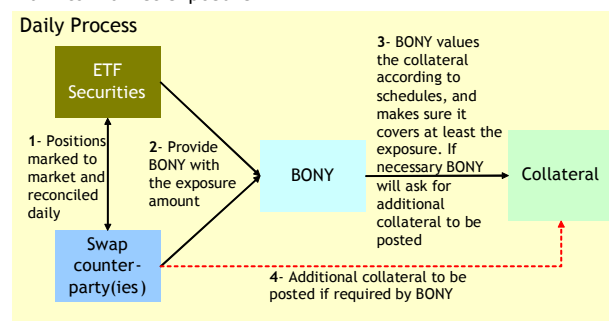 Daily Process
ETF
Securities
1- Positions
marked to
market and
reconciled
daily
2- Provide
BONY with
the exposure
amount
BONY
3- BONY values
the collateral
according to
schedules, and
makes sure it
covers at least the
exposure. If
necessary BONY
will ask for
additional
collateral to be
posted
Collateral
Swap
counter-
party(ies)
4- Additional collateral to be
posted if required by BONY